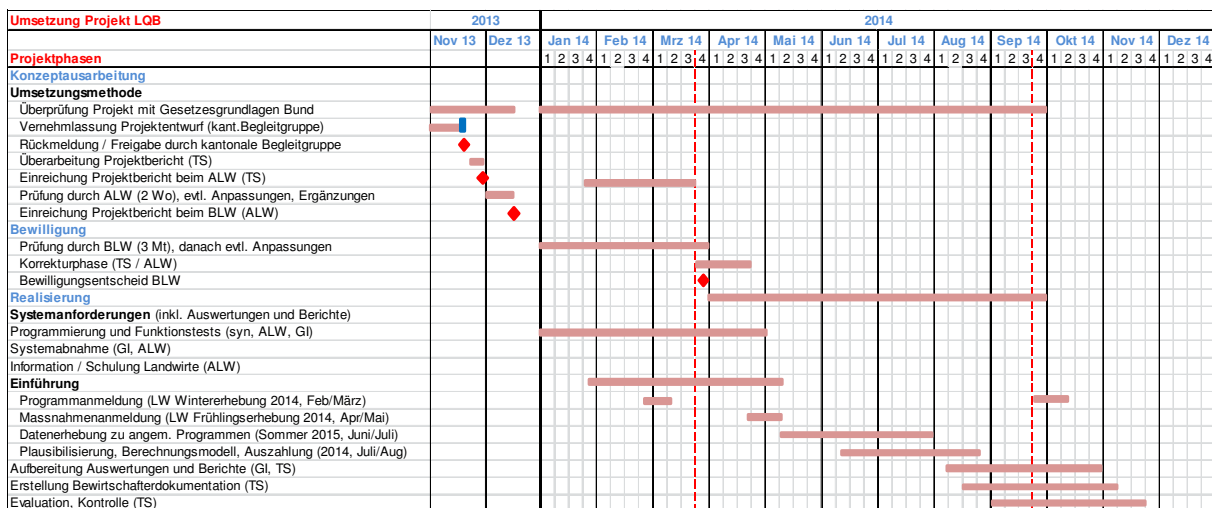 Umsetzung Projekt LQB 2013 2014
Nov 13 Dez 13 Jan 14 Feb 14 Mrz 14 Apr 14 Mai 14 Jun 14 Jul 14 Aug 14 Sep 14 Okt 14 Nov 14 Dez 14
Projektphasen 1 2 3 4 1 2 3 4 1 2 3 4 1 2 3 4 1 2 3 4 1 2 3 4 1 2 3 4 1 2 3 4 1 2 3 4 1 2 3 4 1 2 3 4 1 2 3 4
Konzeptausarbeitung
Umsetzungsmethode
Überprüfung Projekt mit Gesetzesgrundlagen Bund
Vernehmlassung Projektentwurf (kant.Begleitgruppe)
Rückmeldung / Freigabe durch kantonale Begleitgruppe
Überarbeitung Projektbericht (TS)
Einreichung Projektbericht beim ALW (TS)
Prüfung durch ALW (2 Wo), evtl. Anpassungen, Ergänzungen
Einreichung Projektbericht beim BLW (ALW)
Bewilligung
Prüfung durch BLW (3 Mt), danach evtl. Anpassungen
Korrekturphase (TS / ALW)
Bewilligungsentscheid BLW
Realisierung
Systemanforderungen (inkl. Auswertungen und Berichte)
Programmierung und Funktionstests (syn, ALW, GI)
Systemabnahme (GI, ALW)
Information / Schulung Landwirte (ALW)
Einführung
Programmanmeldung (LW Wintererhebung 2014, Feb/März)
Massnahmenanmeldung (LW Frühlingserhebung 2014, Apr/Mai)
Datenerhebung zu angem. Programmen (Sommer 2015, Juni/Juli)
Plausibilisierung, Berechnungsmodell, Auszahlung (2014, Juli/Aug)
Aufbereitung Auswertungen und Berichte (GI, TS)
Erstellung Bewirtschafterdokumentation (TS)
Evaluation, Kontrolle (TS)